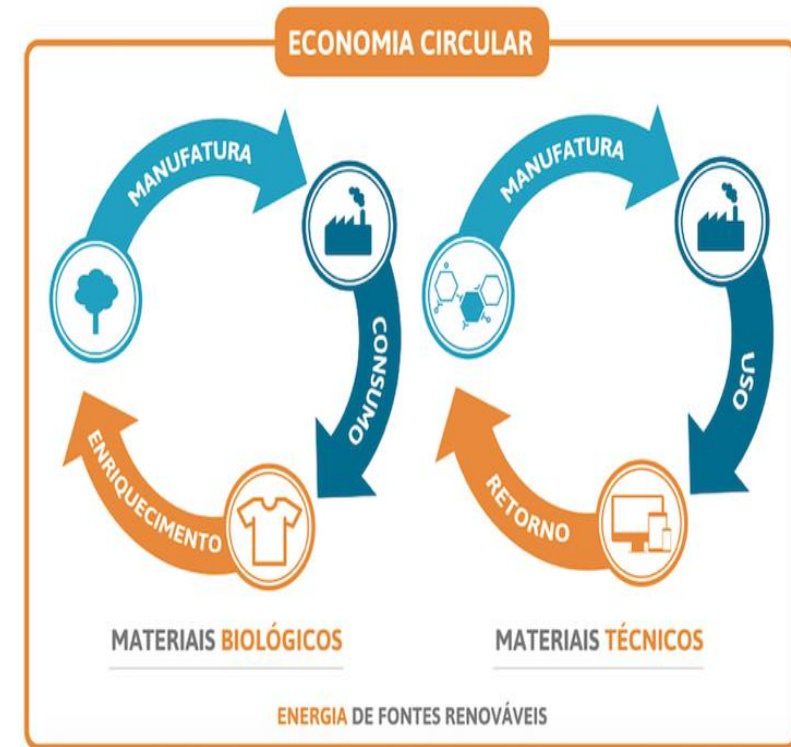 ECONOMIA CIRCULAR
MANUFATURA
CONSUMO
ENRIQUECIMENTO
MATERIAIS BIOLÓGICOS
MANUFATURA
USO
RETORNO
MATERIAIS TÉCNICOS
ENERGIA DE FONTES RENOVÁVEIS